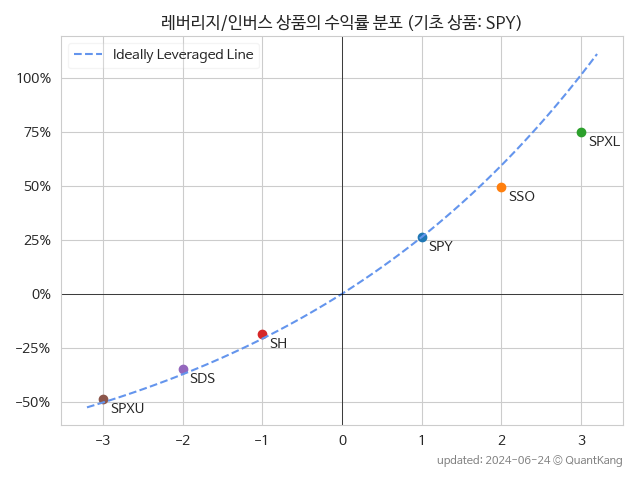 레버리지/인버스 상품의 수익률 분포 (기초 상품: SPY)
Ideally Leveraged Line
100%
75%
50%
25%
0%
−25%
−50%
SPXL
SSO
SPY
SH
SDS
SPXU
−3 −2 −1 0 1 2 3
updated: 2024-06-24 © QuantKang